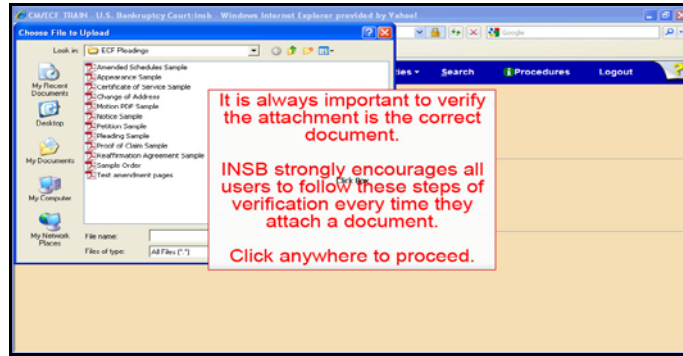 CM/ECF TRAIN - U.S. Bankruptcy Court:insb - Windows Internet Explorer provided by Yahoo!
Choose File to Upload
Look in: ECF Pleadings
Google
My Recent Documents
Desktop
My Documents
My Computer
My Network Places
Amended Schedules Sample
Appearance Sample
Certificate of Service Sample
Change of Address
Motion PDF Sample
Notice Sample
Petition Sample
Pleading Sample
Proof of Claim Sample
Reaffirmation Agreement Sample
Sample Order
Test amendment pages
File name:
Files of type: All Files (*.*)
ties Search Procedures Logout
It is always important to verify
the attachment is the correct
document.
INSB strongly encourages all
users to follow these steps of
verification every time they
attach a document.
Click anywhere to proceed.
Click Box